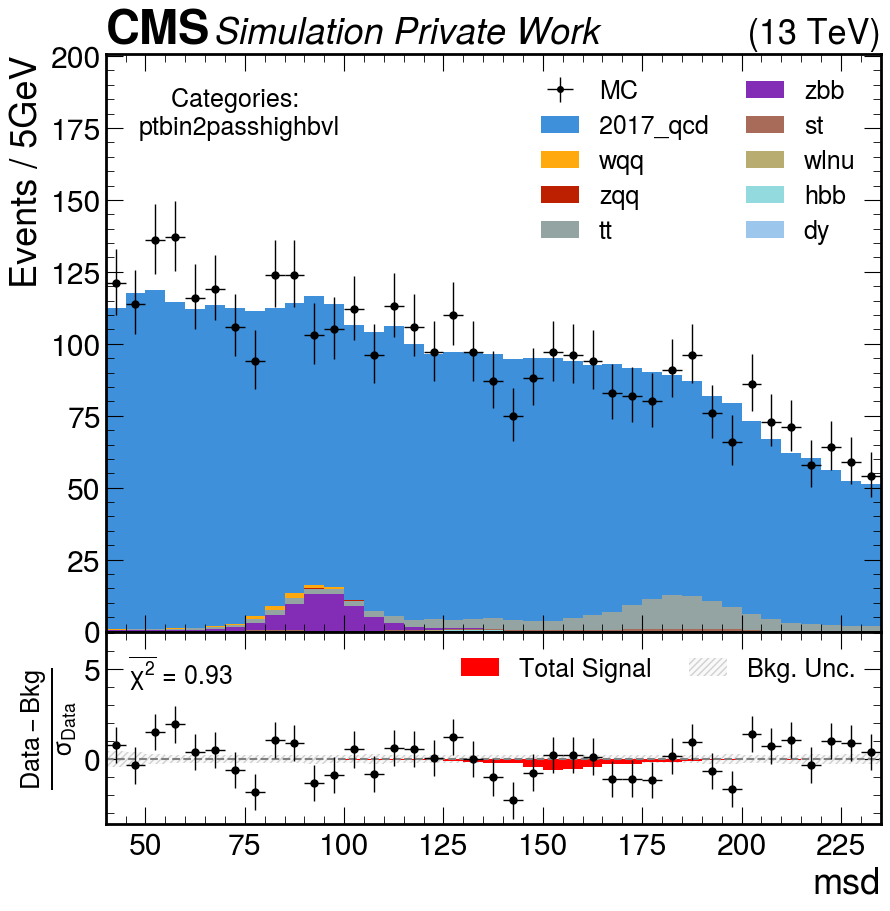 CMS Simulation Private Work (13 TeV)
Events / 5GeV
200
175
150
125
100
75
50
25
0
Categories:
ptbin2passhighbvl
MC
2017_qcd
wqq
zqq
tt
zbb
st
wlnu
hbb
dy
Data – Bkg
σData
5
0
χ² = 0.93
Total Signal
Bkg. Unc.
50 75 100 125 150 175 200 225
msd